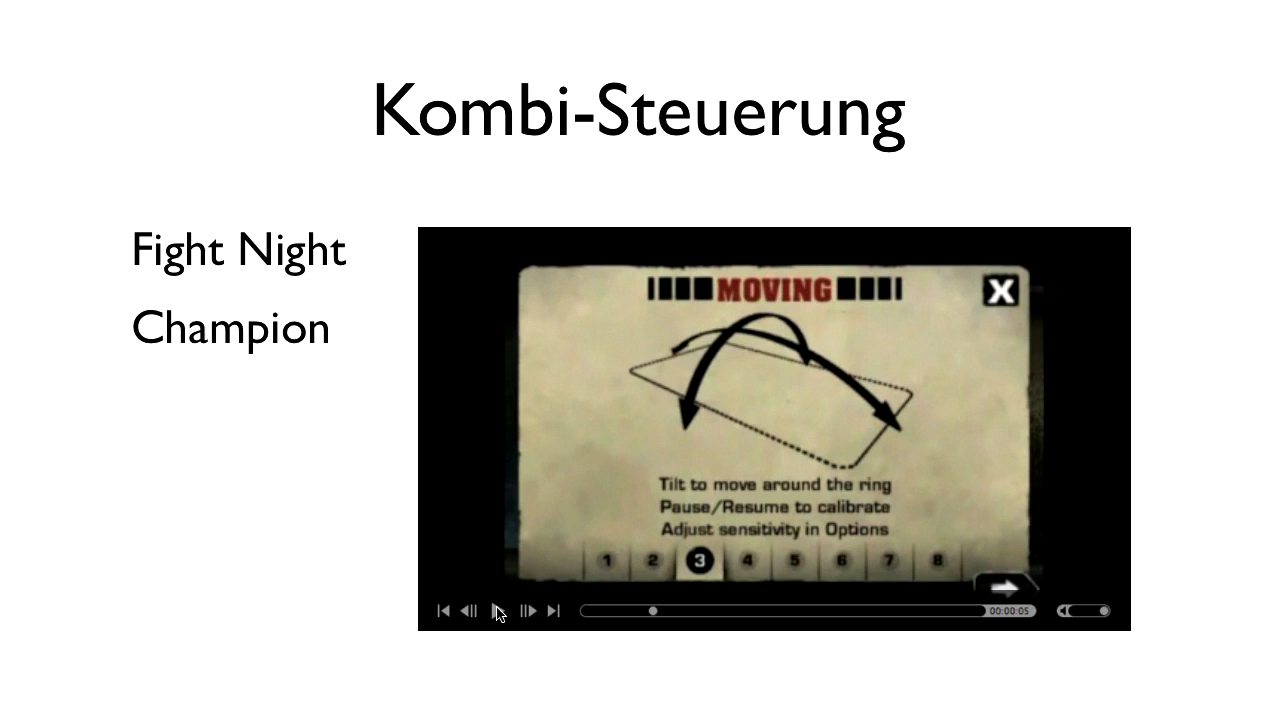 Kombi-Steuerung
Fight Night
Champion
MOVING
X
Tilt to move around the ring
Pause/Resume to calibrate
Adjust sensitivity in Options
1 2 3 4 5 6 7 8
00:00:05